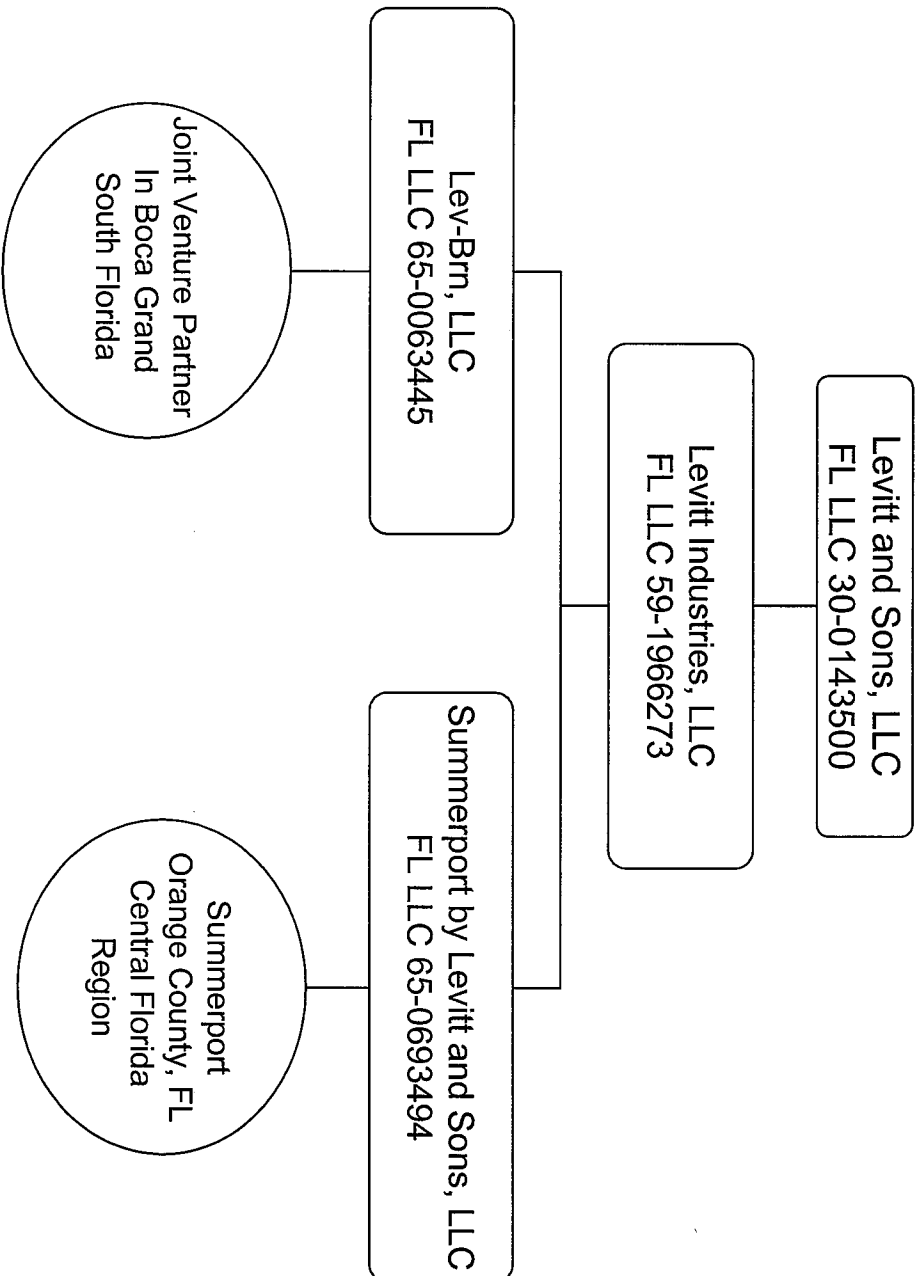 Levitt and Sons, LLC
FL LLC 30-0143500
Levitt Industries, LLC
FL LLC 59-1966273
Lev-Brn, LLC
FL LLC 65-0063445
Summerport by Levitt and Sons, LLC
FL LLC 65-0693494
Joint Venture Partner
In Boca Grand
South Florida
Summerport
Orange County, FL
Central Florida
Region